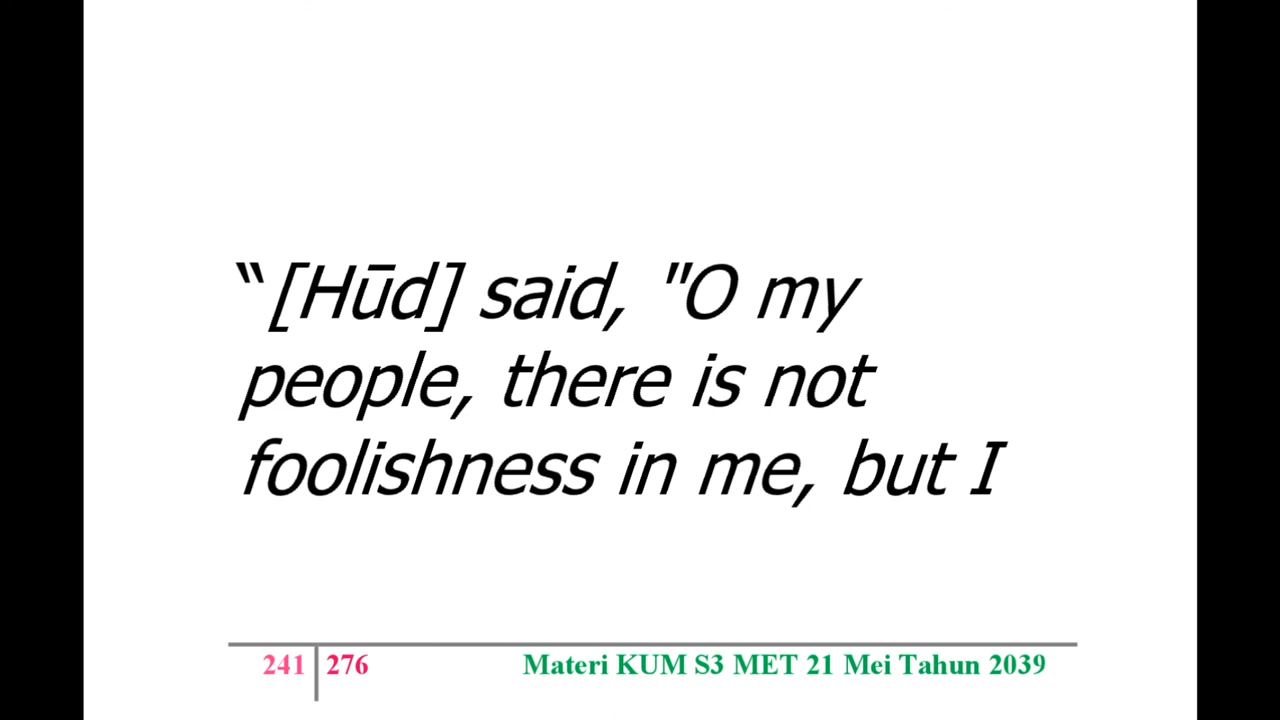 “[Hūd] said, "O my
people, there is not
foolishness in me, but I
241 276 Materi KUM S3 MET 21 Mei Tahun 2039